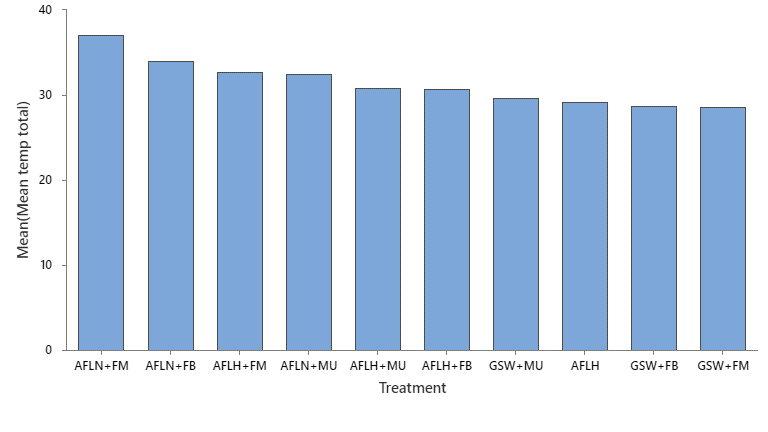 40
30
20
10
0
Mean(Mean temp total)
AFLN+FM AFLN+FB AFLH+FM AFLN+MU AFLH+MU AFLH+FB GSW+MU AFLH GSW+FB GSW+FM
Treatment